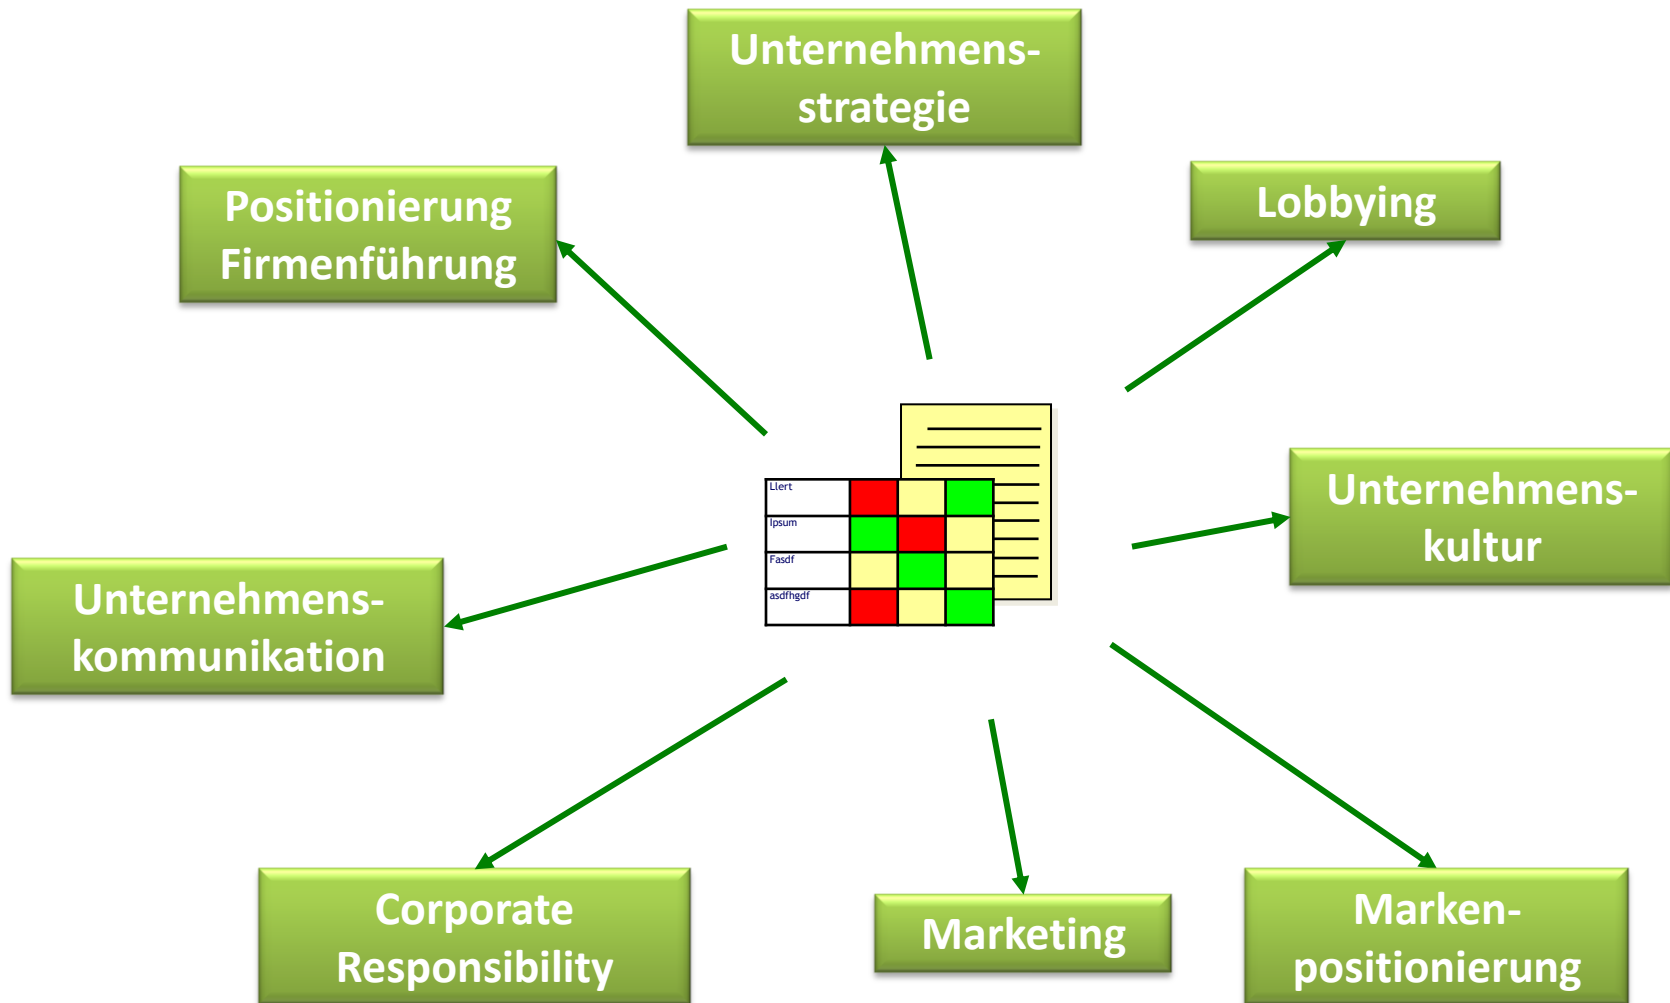 Unternehmens-
strategie
Positionierung
Firmenführung
Lobbying
Llert
Ipsum
Fasdf
asdfhgdf
Unternehmens-
kultur
Unternehmens-
kommunikation
Corporate
Responsibility
Marketing
Marken-
positionierung